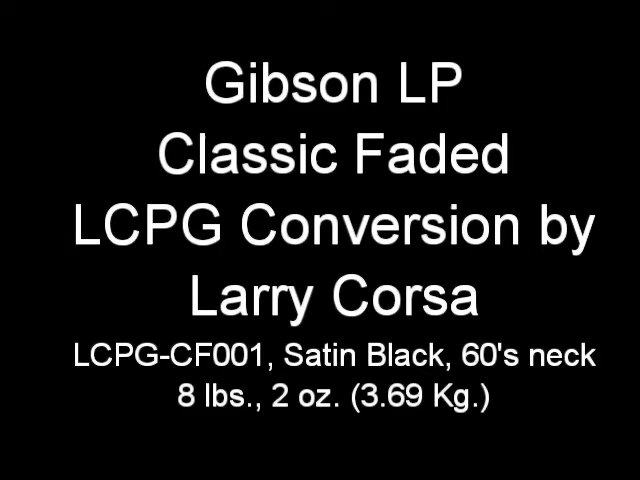 Gibson LP
Classic Faded
LCPG Conversion by
Larry Corsa
LCPG-CF001, Satin Black, 60's neck
8 lbs., 2 oz. (3.69 Kg.)